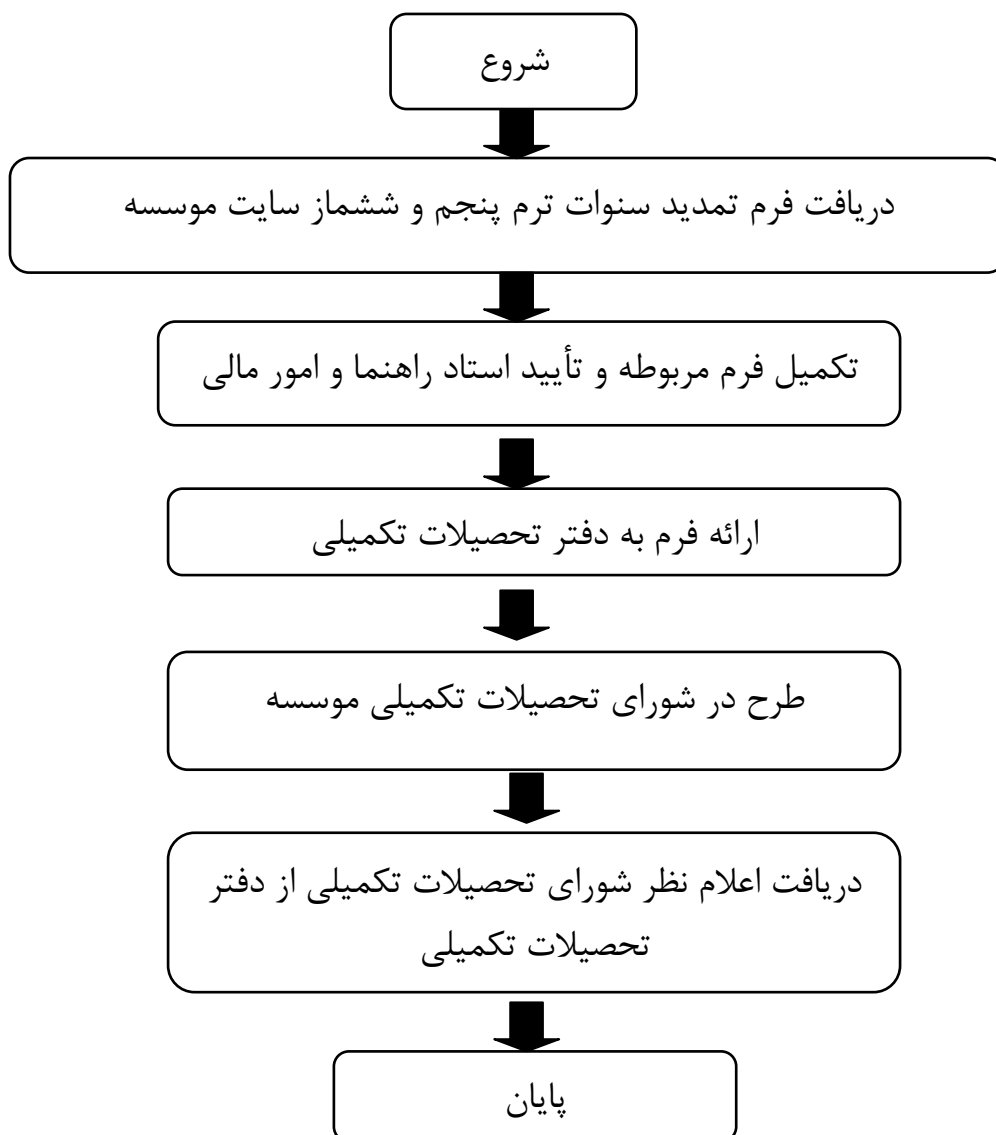 شروع
دریافت فرم تمدید سنوات ترم پنجم و ششماز سایت موسسه
تکمیل فرم مربوطه و تأیید استاد راهنما و امور مالی
ارائه فرم به دفتر تحصیلات تکمیلی
طرح در شورای تحصیلات تکمیلی موسسه
دریافت اعلام نظر شورای تحصیلات تکمیلی از دفتر
تحصیلات تکمیلی
پایان